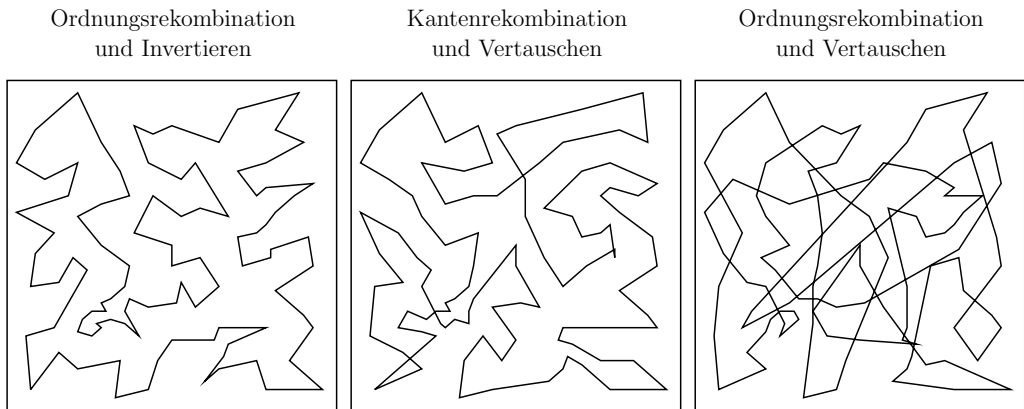 Ordnungsrekombination
und Invertieren
Kantenrekombination
und Vertauschen
Ordnungsrekombination
und Vertauschen